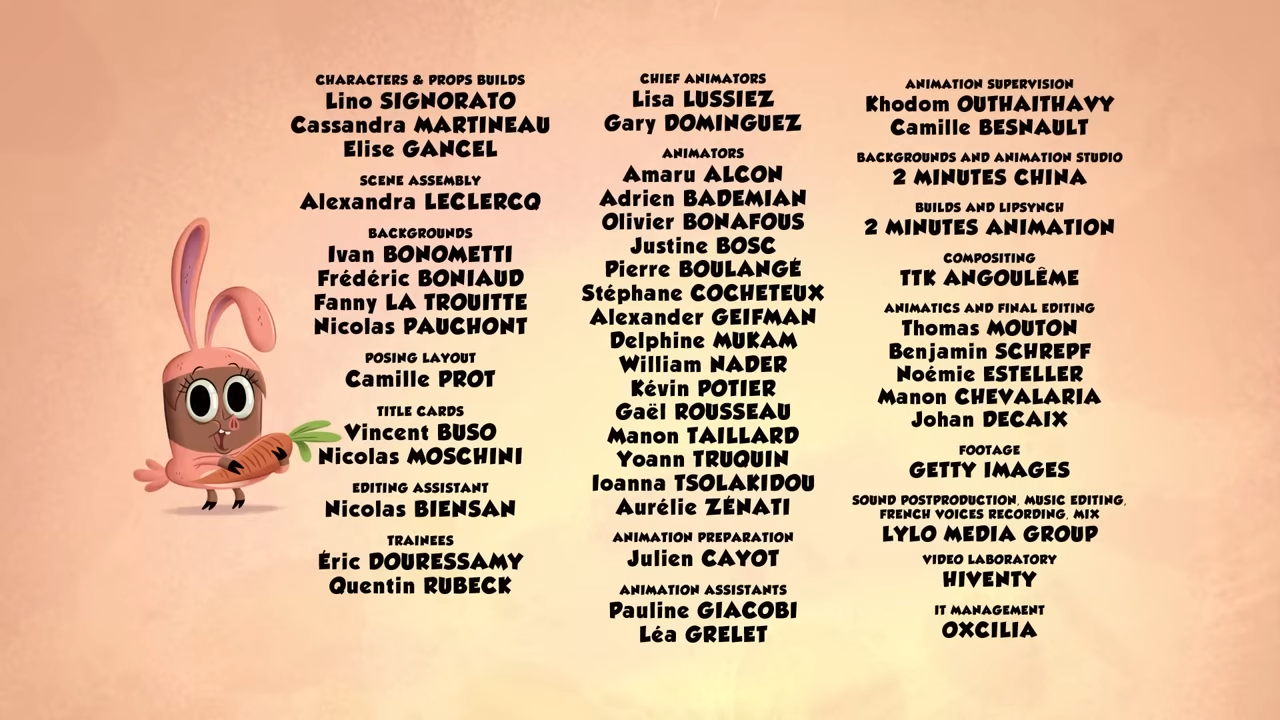 CHARACTERS & PROPS BUILDS
Lino SIGNORATO
Cassandra MARTINEAU
Elise GANCEL
SCENE ASSEMBLY
Alexandra LECLERCQ
BACKGROUNDS
Ivan BONOMETTI
Frédéric BONIAUD
Fanny LA TROUITTE
Nicolas PAUCHONT
POSING LAYOUT
Camille PROT
TITLE CARDS
Vincent BUSO
Nicolas MOSCHINI
EDITING ASSISTANT
Nicolas BIENSAN
TRAINEES
Éric DOURESSAMY
Quentin RUBECK
CHIEF ANIMATORS
Lisa LUSSIEZ
Gary DOMINGUEZ
ANIMATORS
Amaru ALCON
Adrien BADEMIAN
Olivier BONAFOUS
Justine BOSC
Pierre BOULANGÉ
Stéphane COCHETEUX
Alexander GEIFMAN
Delphine MUKAM
William NADER
Kévin POTIER
Gaël ROUSSEAU
Manon TAILLARD
Yoann TRUQUIN
Ioanna TSOLAKIDOU
Aurélie ZÉNATI
ANIMATION PREPARATION
Julien CAYOT
ANIMATION ASSISTANTS
Pauline GIACOBI
Léa GRELET
ANIMATION SUPERVISION
Khodom OUTHAITHAVY
Camille BESNAULT
BACKGROUNDS AND ANIMATION STUDIO
2 MINUTES CHINA
BUILDS AND LIPSYNCH
2 MINUTES ANIMATION
COMPOSITING
TTK ANGOULÊME
ANIMATICS AND FINAL EDITING
Thomas MOUTON
Benjamin SCHREPF
Noémie ESTELLER
Manon CHEVALARIA
Johan DECAIX
FOOTAGE
GETTY IMAGES
SOUND POSTPRODUCTION, MUSIC EDITING,
FRENCH VOICES RECORDING, MIX
LYLO MEDIA GROUP
VIDEO LABORATORY
HIVENTY
IT MANAGEMENT
OXCILIA